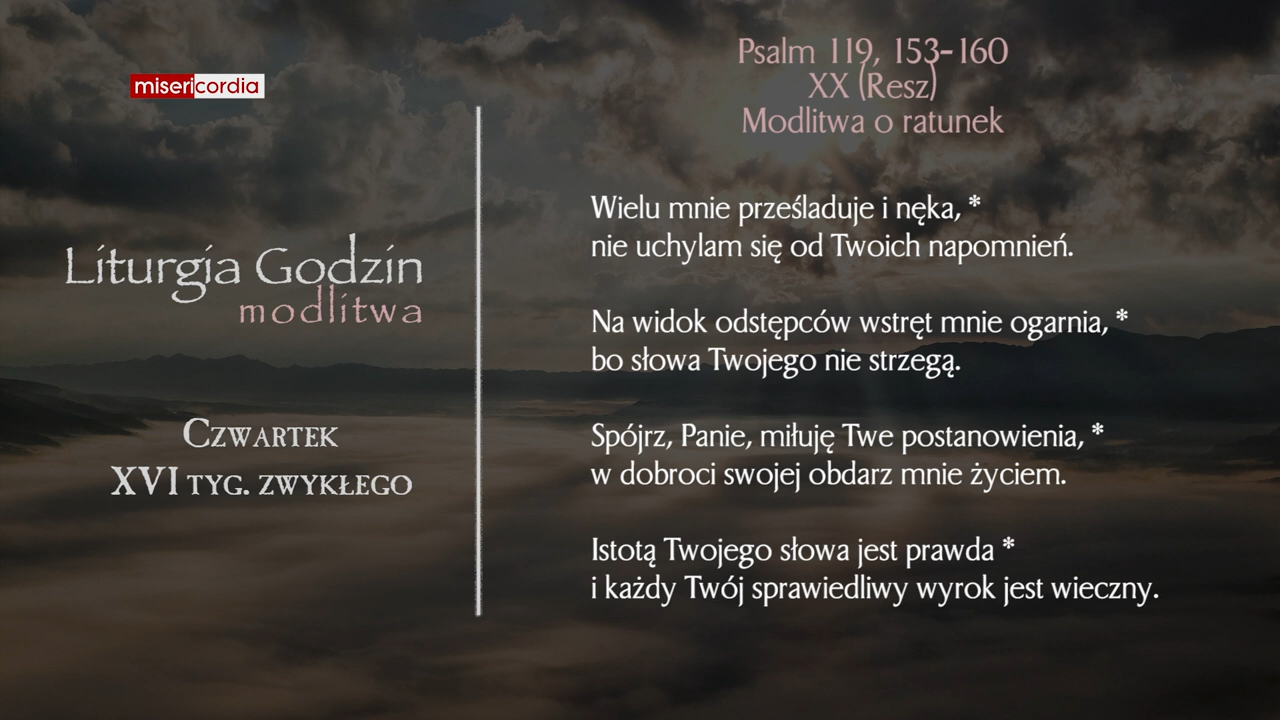 misericordia
Liturgia Godzin
modlitwa
Czwartek
XVI tyg. zwykłego
Psalm 119, 153-160
XX (Resz)
Modlitwa o ratunek
Wielu mnie prześladuje i nęka, *
nie uchylam się od Twoich napomnień.
Na widok odstępców wstręt mnie ogarnia, *
bo słowa Twojego nie strzegą.
Spójrz, Panie, miłuję Twe postanowienia, *
w dobroci swojej obdarz mnie życiem.
Istotą Twojego słowa jest prawda *
i każdy Twój sprawiedliwy wyrok jest wieczny.